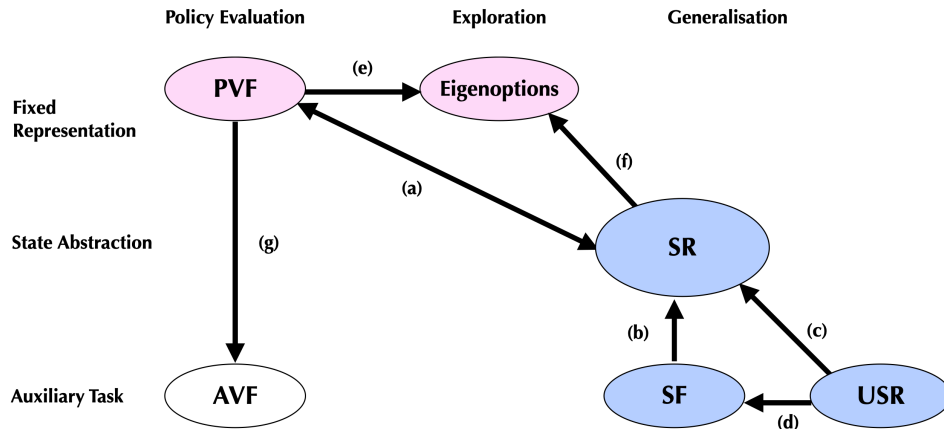 Policy Evaluation
Exploration
Generalisation
(e)
PVF
Eigenoptions
Fixed
Representation
(f)
(a)
State Abstraction
(g)
SR
(b)
(c)
Auxiliary Task
AVF
SF
USR
(d)